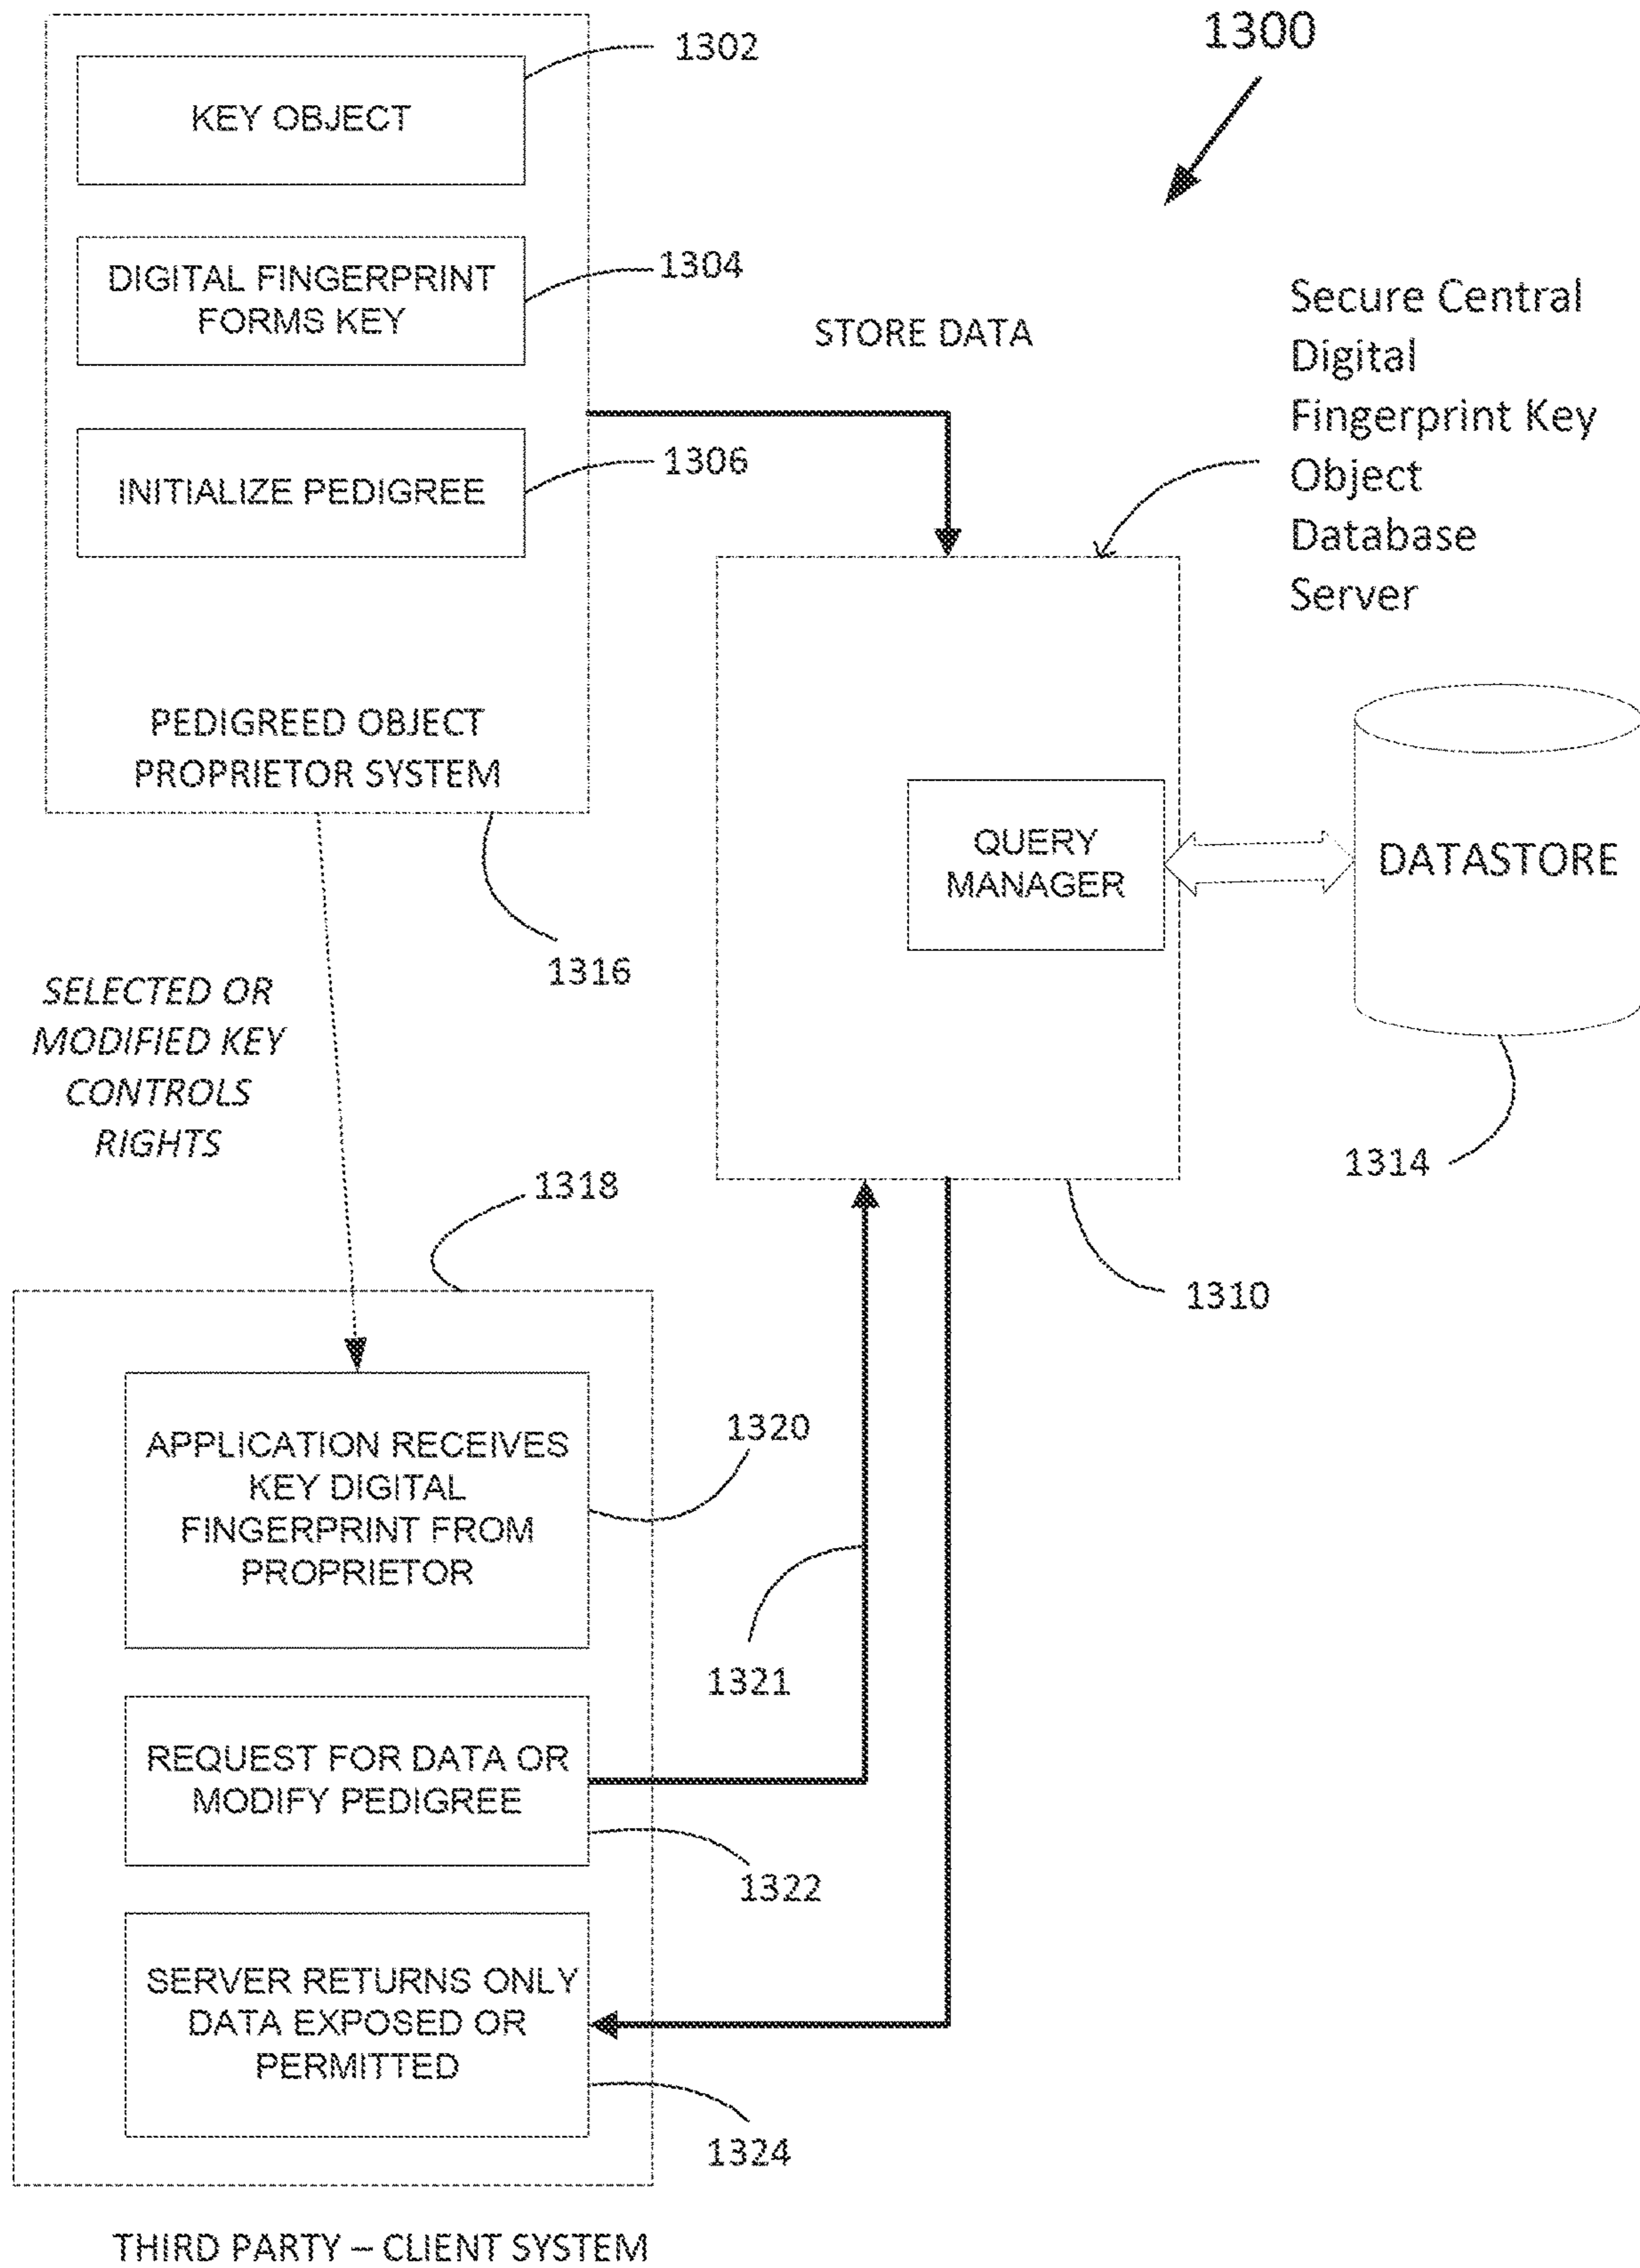 1300
1302
KEY OBJECT
1304
DIGITAL FINGERPRINT
FORMS KEY
1306
INITIALIZE PEDIGREE
PEDIGREED OBJECT
PROPRIETOR SYSTEM
1316
STORE DATA
Secure Central
Digital
Fingerprint Key
Object
Database
Server
QUERY
MANAGER
DATASTORE
1314
1310
SELECTED OR
MODIFIED KEY
CONTROLS
RIGHTS
1318
APPLICATION RECEIVES
KEY DIGITAL
FINGERPRINT FROM
PROPRIETOR
1320
1321
REQUEST FOR DATA OR
MODIFY PEDIGREE
1322
SERVER RETURNS ONLY
DATA EXPOSED OR
PERMITTED
1324
THIRD PARTY – CLIENT SYSTEM